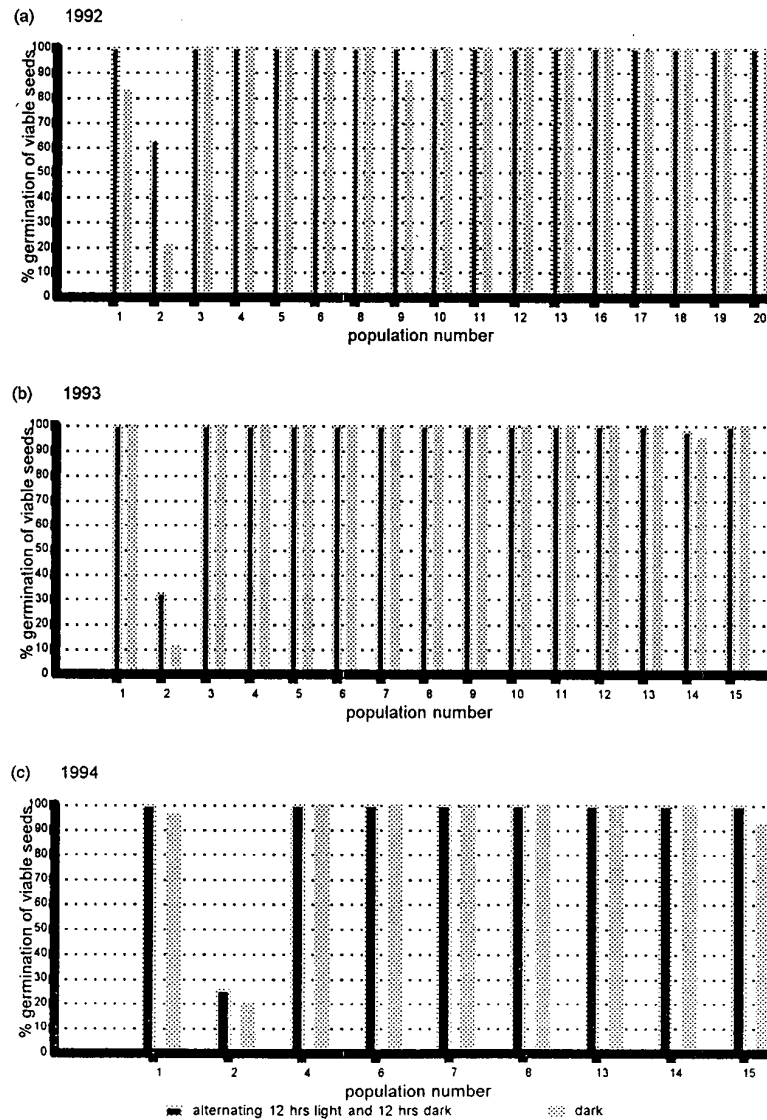 (a) 1992
% germination of viable seeds.
100
90
80
70
60
50
40
30
20
10
0
1 2 3 4 5 6 8 9 10 11 12 13 16 17 18 19 20
population number
(b) 1993
% germination of viable seeds.
100
90
80
70
60
50
40
30
20
10
0
1 2 3 4 5 6 7 8 9 10 11 12 13 14 15
population number
(c) 1994
% germination of viable seeds.
100
90
80
70
60
50
40
30
20
10
0
1 2 4 6 7 8 13 14 15
population number
alternating 12 hrs light and 12 hrs dark dark